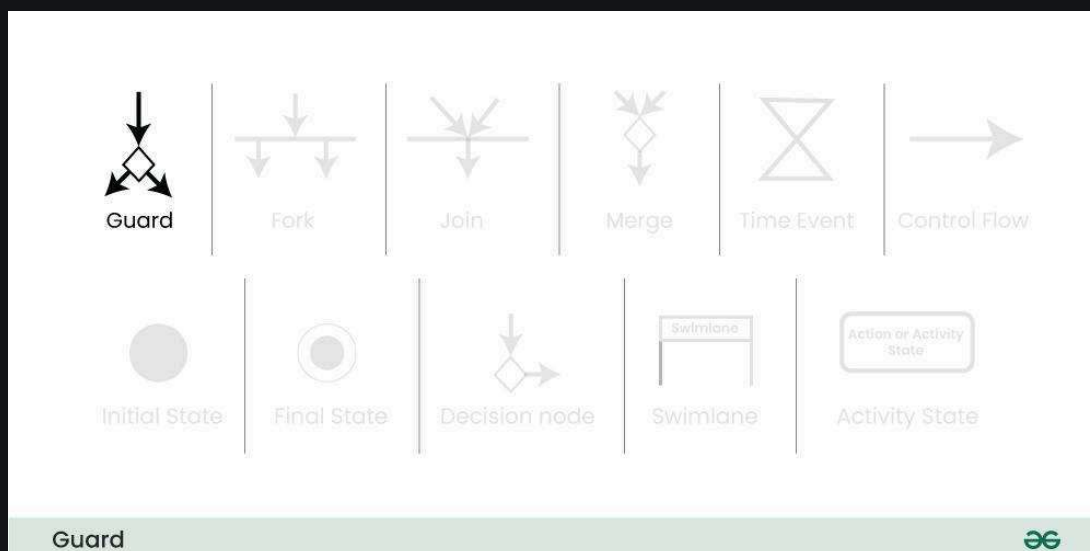 Guard
Fork
Join
Merge
Time Event
Control Flow
Swimlane
Action or Activity
State
Initial State
Final State
Decision node
Swimlane
Activity State
Guard